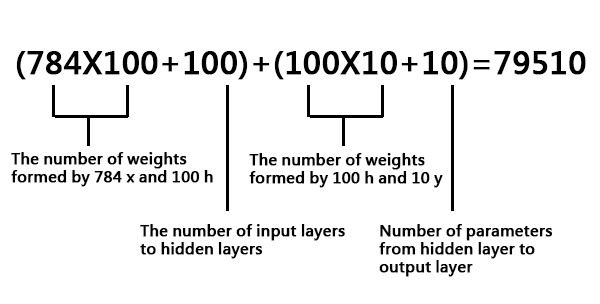 (784X100+100)+(100X10+10)=79510
The number of weights
formed by 784 x and 100 h
The number of weights
formed by 100 h and 10 y
The number of input layers
to hidden layers
Number of parameters
from hidden layer to
output layer